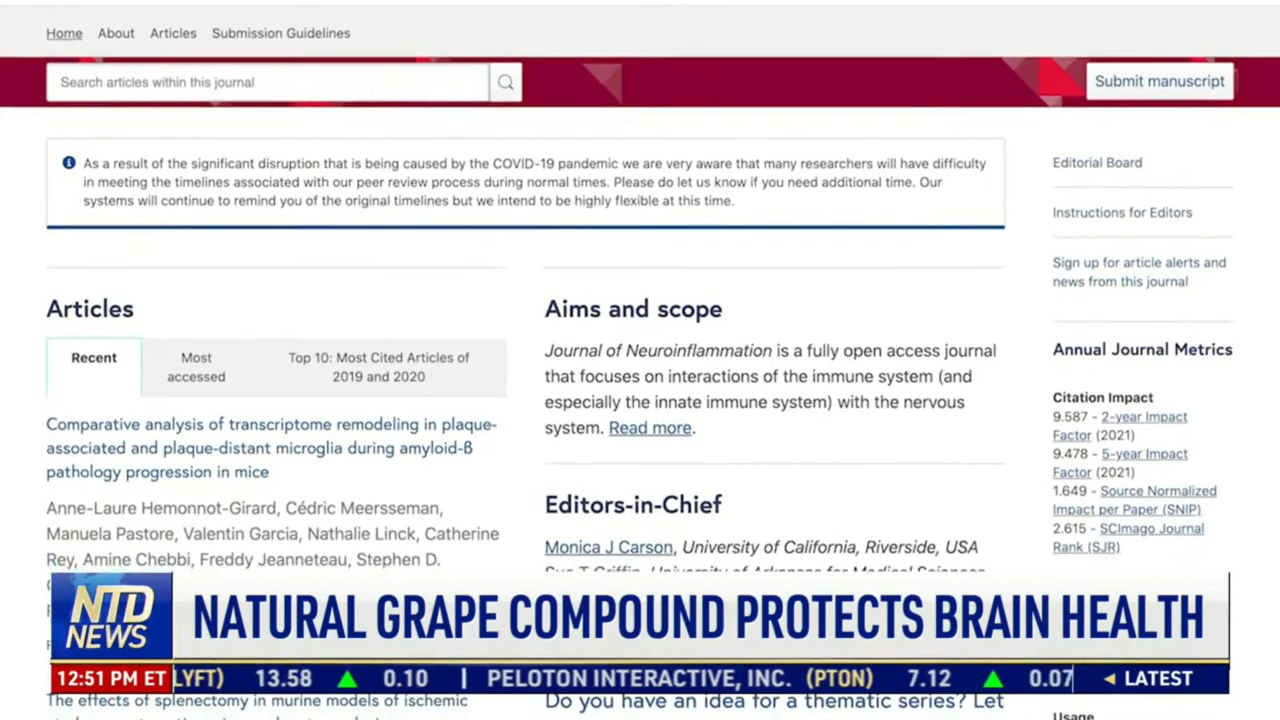 Home About Articles Submission Guidelines
Search articles within this journal
Submit manuscript
As a result of the significant disruption that is being caused by the COVID-19 pandemic we are very aware that many researchers will have difficulty
in meeting the timelines associated with our peer review process during normal times. Please do let us know if you need additional time. Our
systems will continue to remind you of the original timelines but we intend to be highly flexible at this time.
Editorial Board
Instructions for Editors
Sign up for article alerts and
news from this journal
Articles
Recent
Most
accessed
Top 10: Most Cited Articles of
2019 and 2020
Comparative analysis of transcriptome remodeling in plaque-
associated and plaque-distant microglia during amyloid-β
pathology progression in mice
Anne-Laure Hemonnot-Girard, Cédric Meersseman,
Manuela Pastore, Valentin Garcia, Nathalie Linck, Catherine
Rey, Amine Chebbi, Freddy Jeanneteau, Stephen D.
Aims and scope
Journal of Neuroinflammation is a fully open access journal
that focuses on interactions of the immune system (and
especially the innate immune system) with the nervous
system. Read more.
Editors-in-Chief
Monica J Carson, University of California, Riverside, USA
Annual Journal Metrics
Citation Impact
9.587 - 2-year Impact
Factor (2021)
9.478 - 5-year Impact
Factor (2021)
1.649 - Source Normalized
Impact per Paper (SNIP)
2.615 - SCImago Journal
Rank (SJR)
NTD
NEWS
NATURAL GRAPE COMPOUND PROTECTS BRAIN HEALTH
12:51 PM ET
LYFT) 13.58 ▲ 0.10 | PELOTON INTERACTIVE, INC. (PTON) 7.12 ▲ 0.07
◄ LATEST
The effects of splenectomy in murine models of ischemic
Do you have an idea for a thematic series? Let
Usage